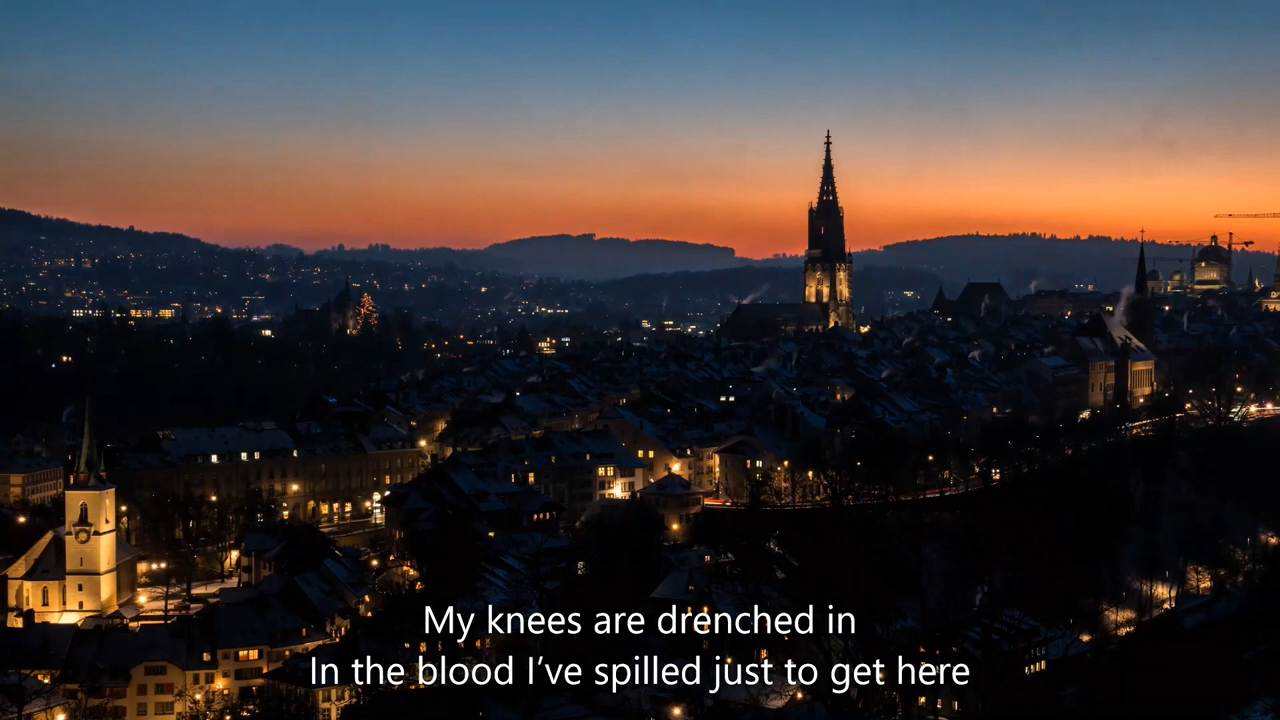 My knees are drenched in
In the blood I’ve spilled just to get here